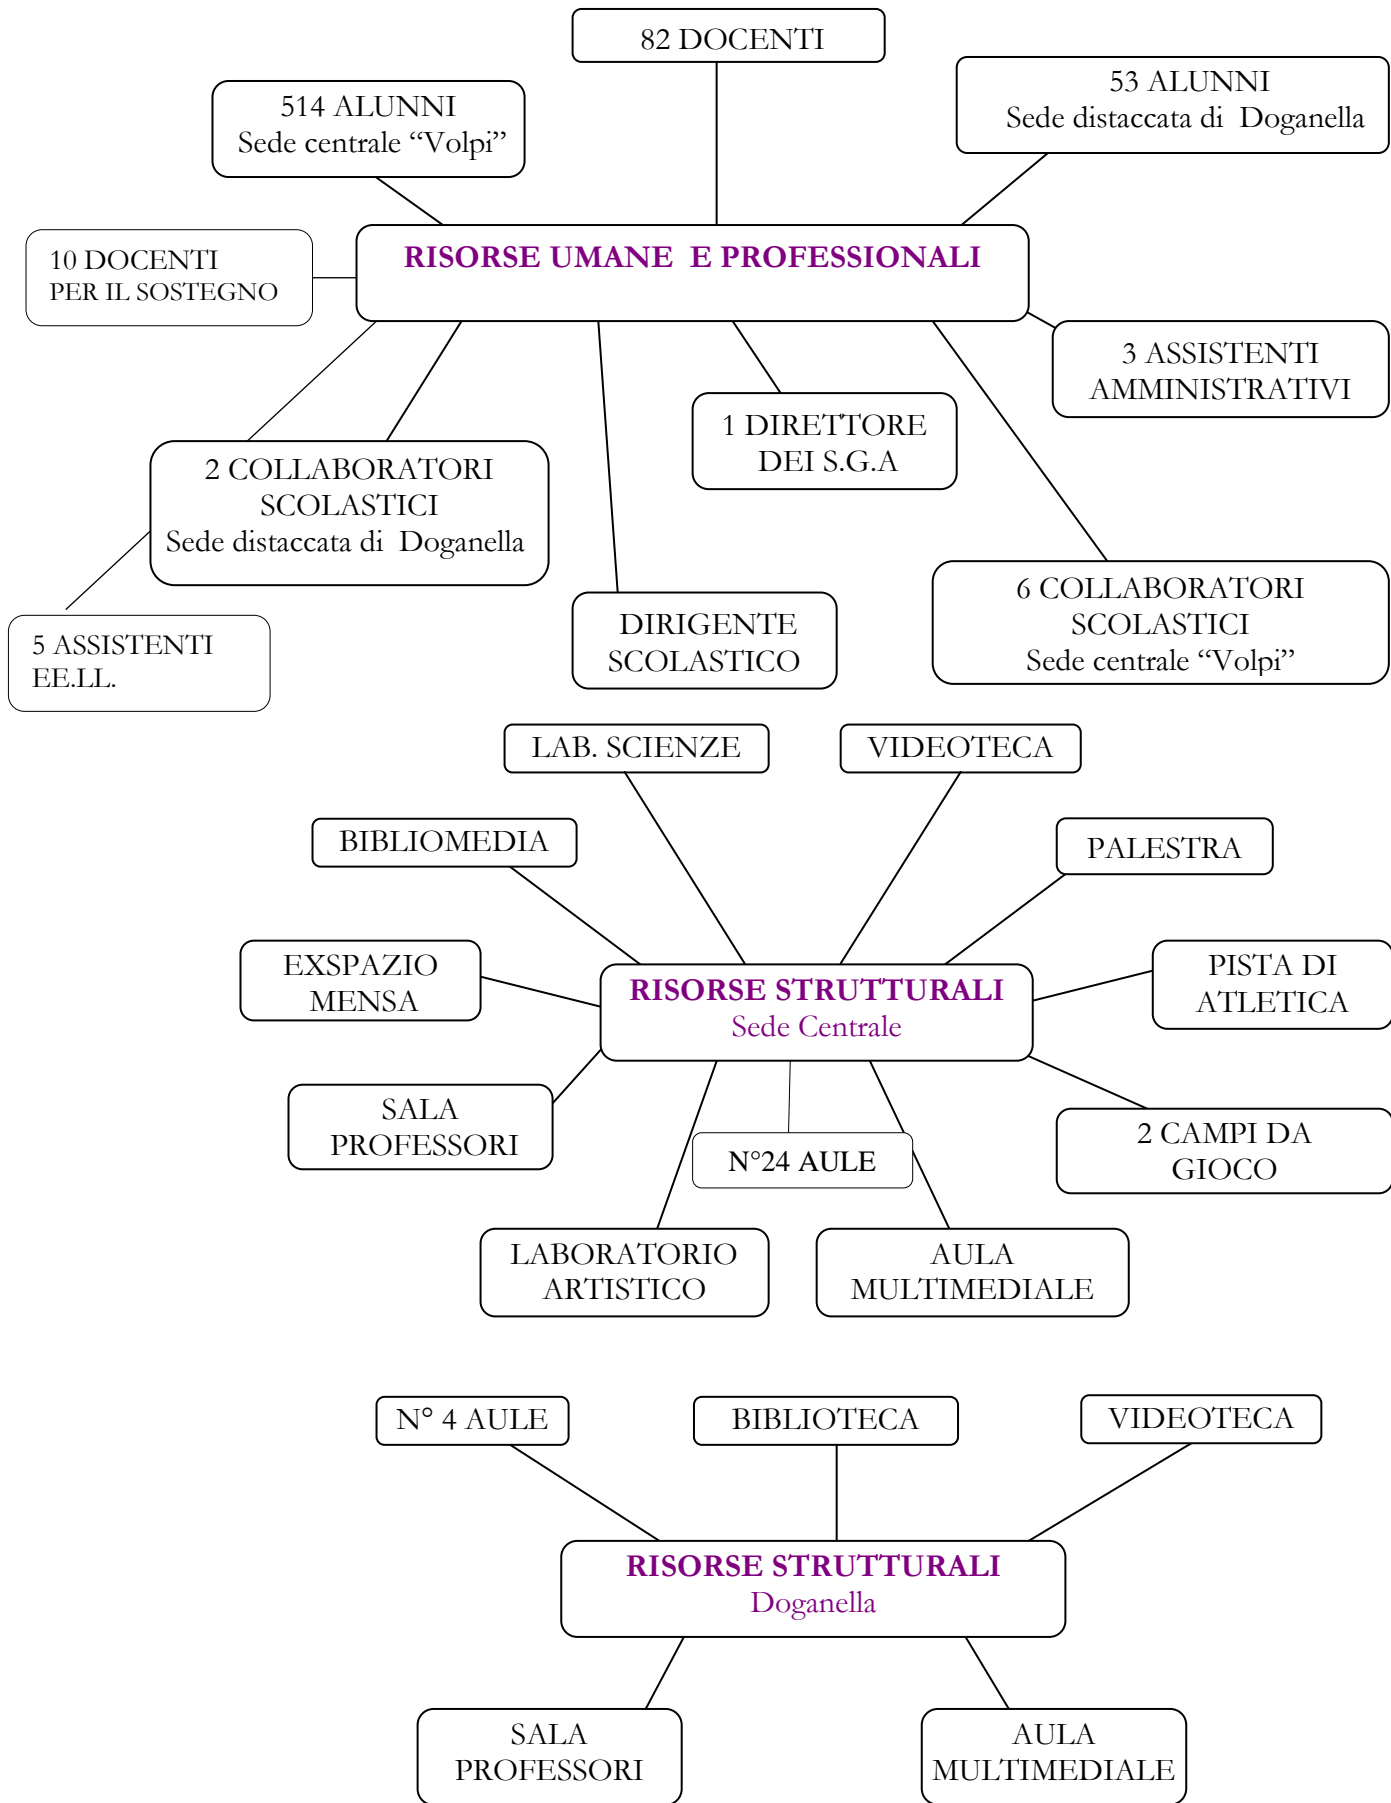 82 DOCENTI
514 ALUNNI
Sede centrale “Volpi”
53 ALUNNI
Sede distaccata di Doganella
RISORSE UMANE E PROFESSIONALI
10 DOCENTI
PER IL SOSTEGNO
3 ASSISTENTI
AMMINISTRATIVI
1 DIRETTORE
DEI S.G.A
2 COLLABORATORI
SCOLASTICI
Sede distaccata di Doganella
6 COLLABORATORI
SCOLASTICI
Sede centrale “Volpi”
DIRIGENTE
SCOLASTICO
5 ASSISTENTI
EE.LL.
LAB. SCIENZE
VIDEOTECA
BIBLIOMEDIA
PALESTRA
EXSPAZIO
MENSA
RISORSE STRUTTURALI
Sede Centrale
PISTA DI
ATLETICA
SALA
PROFESSORI
N°24 AULE
2 CAMPI DA
GIOCO
LABORATORIO
ARTISTICO
AULA
MULTIMEDIALE
N° 4 AULE
BIBLIOTECA
VIDEOTECA
RISORSE STRUTTURALI
Doganella
SALA
PROFESSORI
AULA
MULTIMEDIALE